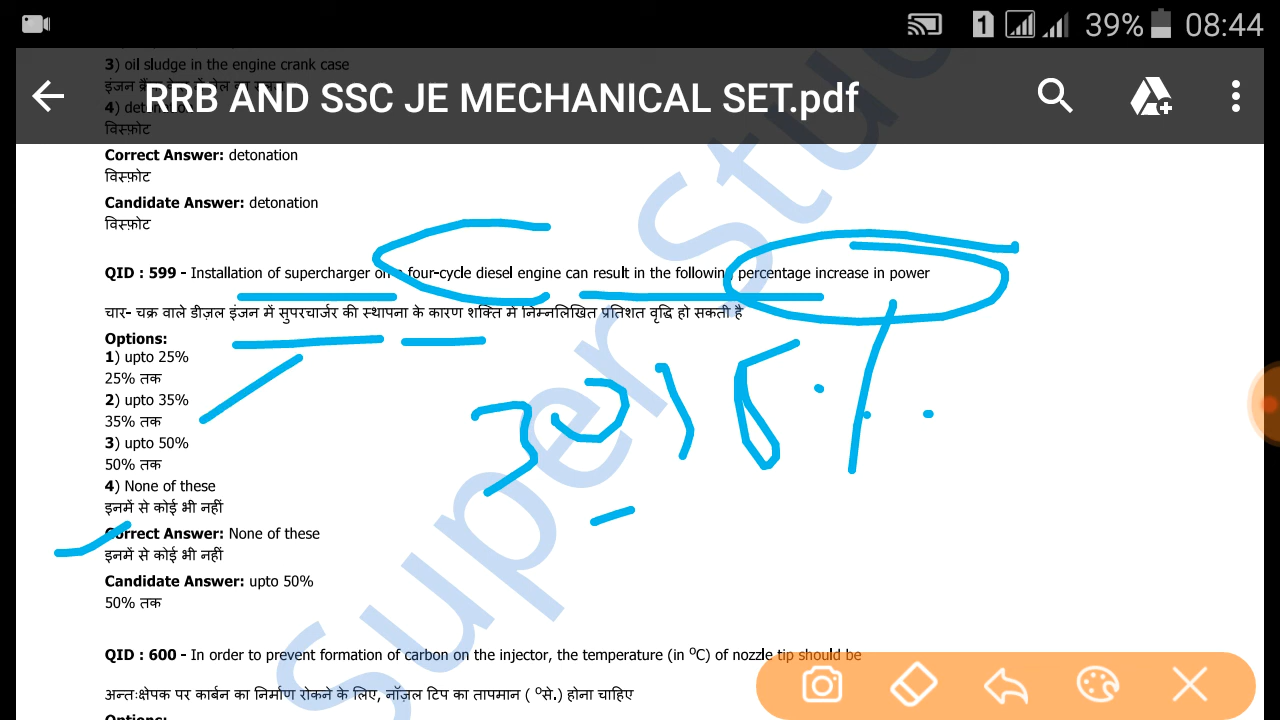 39% 08:44
3) oil sludge in the engine crank case
RRB AND SSC JE MECHANICAL SET.pdf
4)
विस्फ़ोट
Correct Answer: detonation
विस्फ़ोट
Candidate Answer: detonation
विस्फ़ोट
QID : 599 - Installation of supercharger on a four-cycle diesel engine can result in the following percentage increase in power
चार- चक्र वाले डीज़ल इंजन में सुपरचार्जर की स्थापना के कारण शक्ति में निम्नलिखित प्रतिशत वृद्धि हो सकती है
Options:
1) upto 25%
25% तक
2) upto 35%
35% तक
3) upto 50%
50% तक
4) None of these
इनमें से कोई भी नहीं
Correct Answer: None of these
इनमें से कोई भी नहीं
Candidate Answer: upto 50%
50% तक
QID : 600 - In order to prevent formation of carbon on the injector, the temperature (in ⁰C) of nozzle tip should be
अन्तःक्षेपक पर कार्बन का निर्माण रोकने के लिए, नॉज़ल टिप का तापमान ( ⁰से.) होना चाहिए
Super Stu